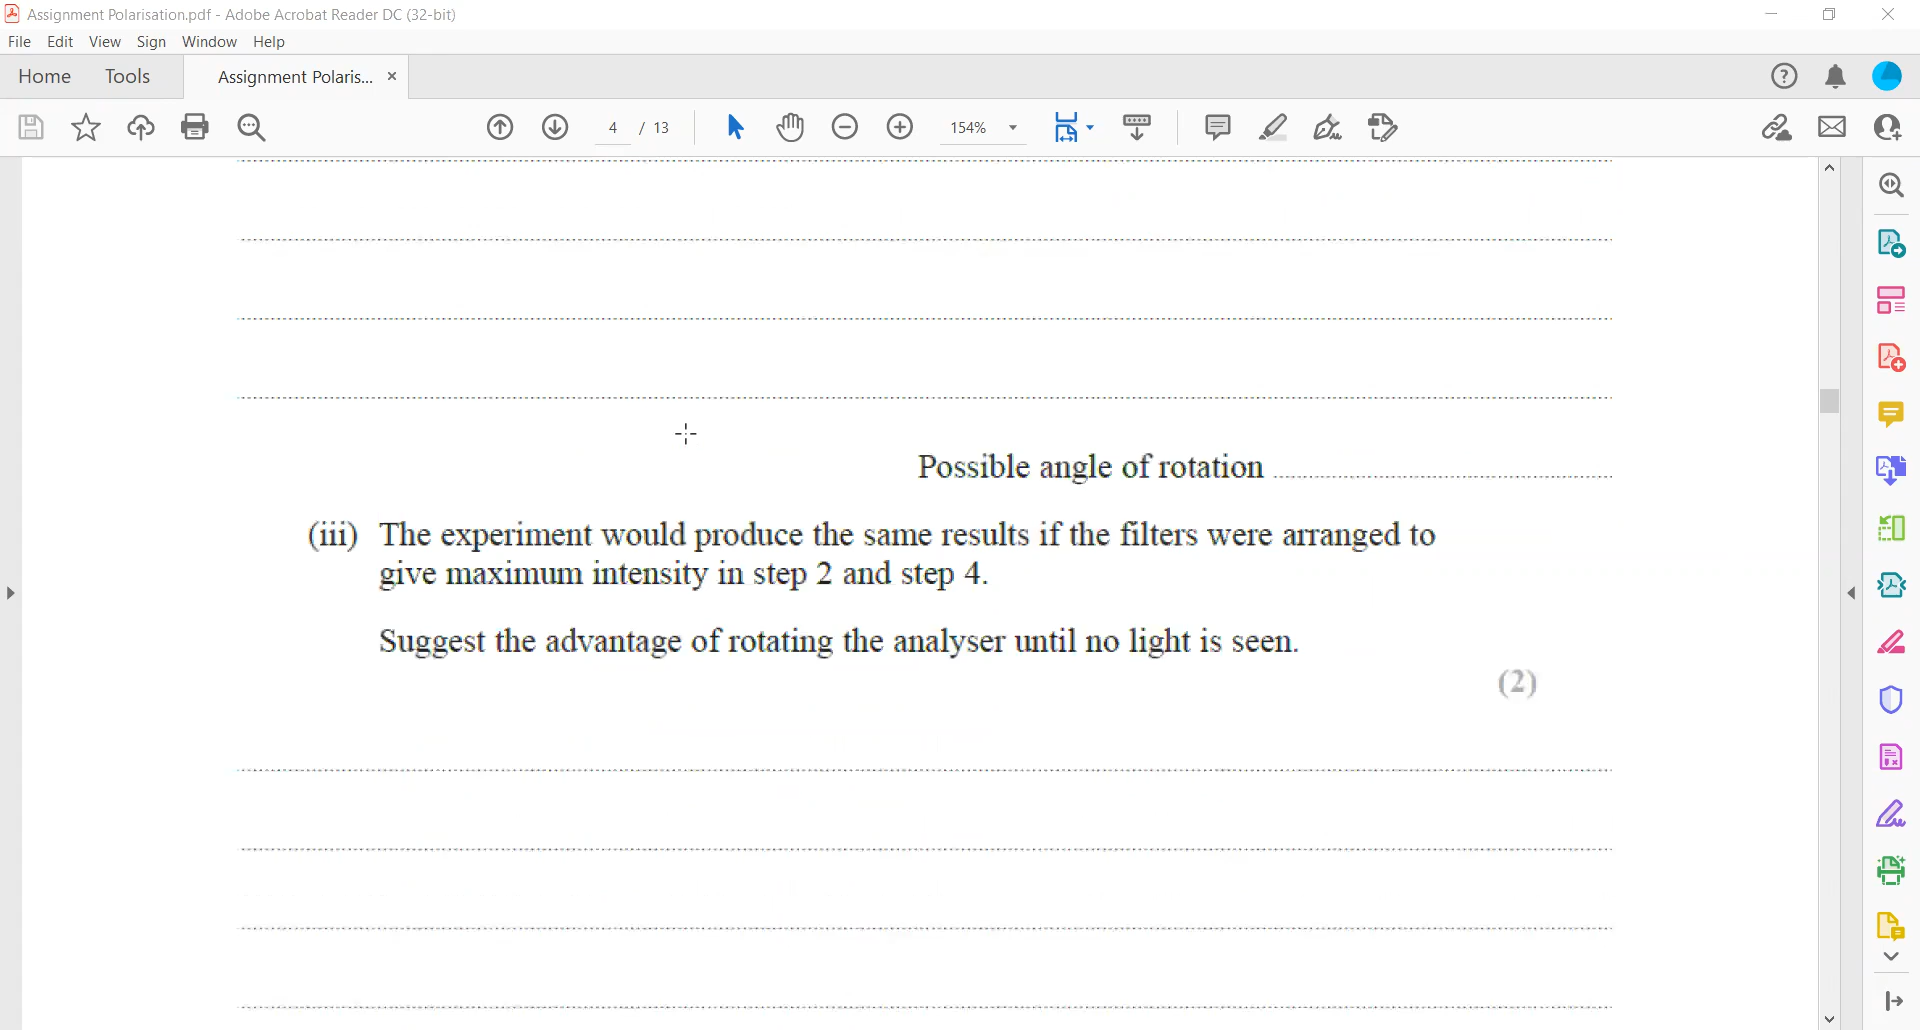 Assignment Polarisation.pdf - Adobe Acrobat Reader DC (32-bit)
File Edit View Sign Window Help
Home Tools Assignment Polaris... ×
4 / 13 154%
Possible angle of rotation
(iii) The experiment would produce the same results if the filters were arranged to
give maximum intensity in step 2 and step 4.
Suggest the advantage of rotating the analyser until no light is seen.
(2)